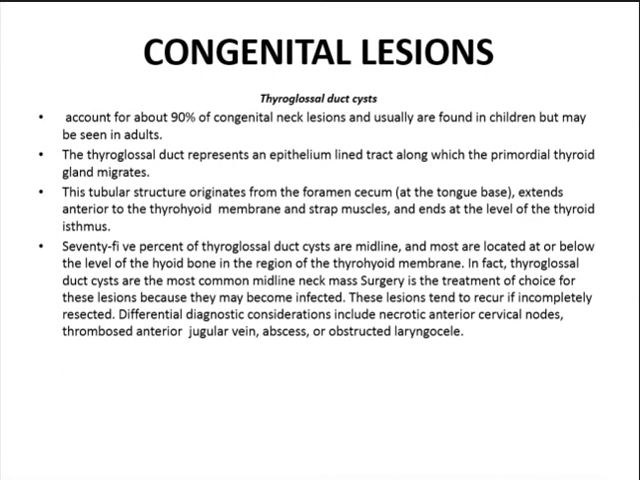 CONGENITAL LESIONS
Thyroglossal duct cysts
• account for about 90% of congenital neck lesions and usually are found in children but may
be seen in adults.
• The thyroglossal duct represents an epithelium lined tract along which the primordial thyroid
gland migrates.
• This tubular structure originates from the foramen cecum (at the tongue base), extends
anterior to the thyrohyoid membrane and strap muscles, and ends at the level of the thyroid
isthmus.
• Seventy-fi ve percent of thyroglossal duct cysts are midline, and most are located at or below
the level of the hyoid bone in the region of the thyrohyoid membrane. In fact, thyroglossal
duct cysts are the most common midline neck mass Surgery is the treatment of choice for
these lesions because they may become infected. These lesions tend to recur if incompletely
resected. Differential diagnostic considerations include necrotic anterior cervical nodes,
thrombosed anterior jugular vein, abscess, or obstructed laryngocele.